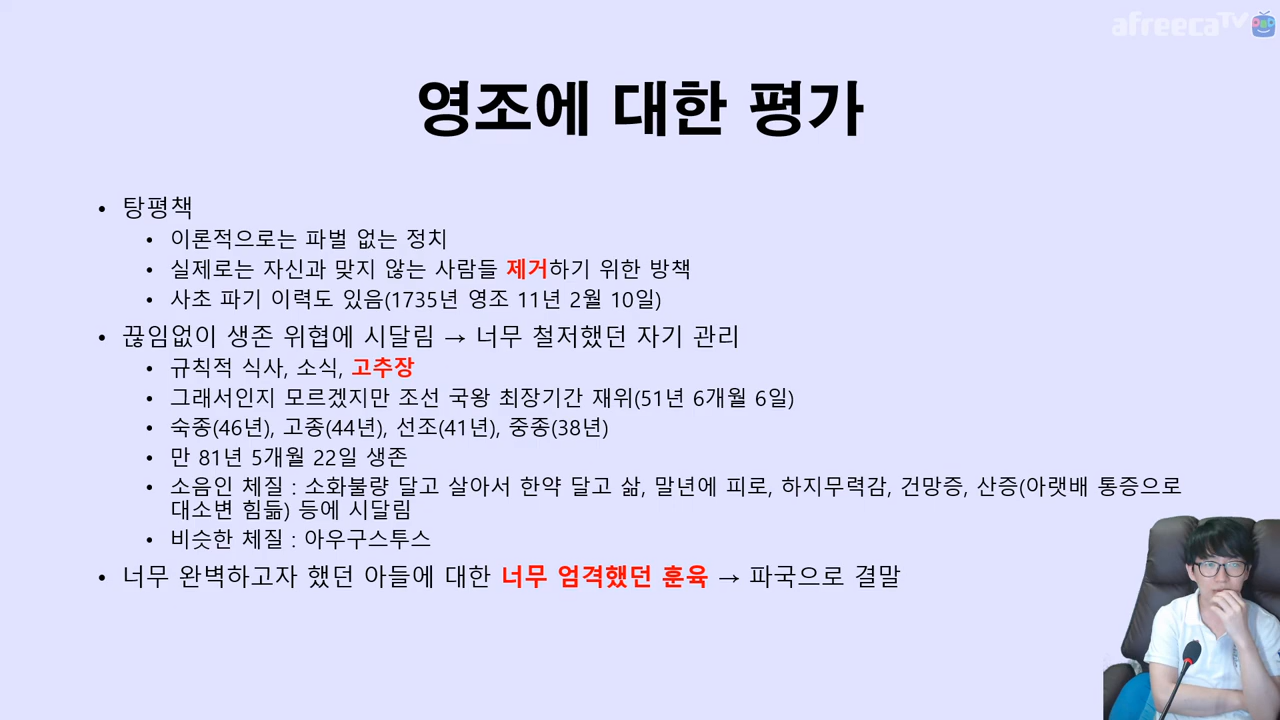 afreecaTV
영조에 대한 평가
• 탕평책
• 이론적으로는 파벌 없는 정치
• 실제로는 자신과 맞지 않는 사람들 제거하기 위한 방책
• 사초 파기 이력도 있음(1735년 영조 11년 2월 10일)
• 끊임없이 생존 위협에 시달림 → 너무 철저했던 자기 관리
• 규칙적 식사, 소식, 고추장
• 그래서인지 모르겠지만 조선 국왕 최장기간 재위(51년 6개월 6일)
• 숙종(46년), 고종(44년), 선조(41년), 중종(38년)
• 만 81년 5개월 22일 생존
• 소음인 체질 : 소화불량 달고 살아서 한약 달고 삶, 말년에 피로, 하지무력감, 건망증, 산증(아랫배 통증으로
대소변 힘듦) 등에 시달림
• 비슷한 체질 : 아우구스투스
• 너무 완벽하고자 했던 아들에 대한 너무 엄격했던 훈육 → 파국으로 결말